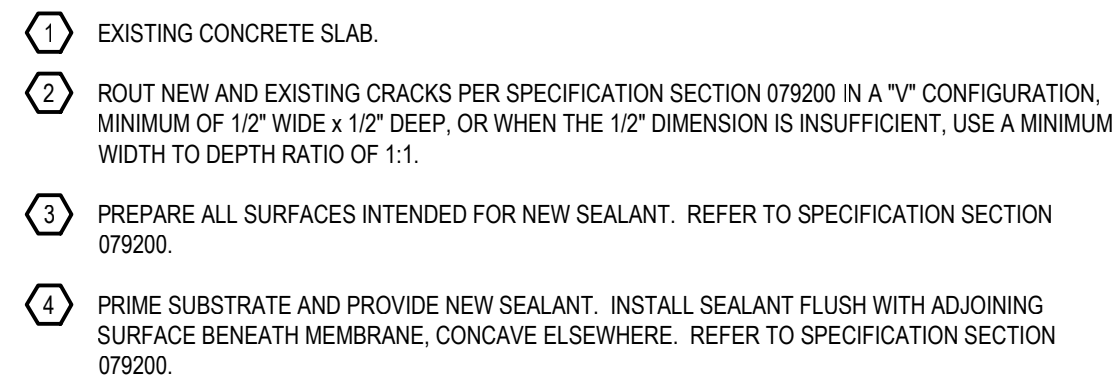 1 EXISTING CONCRETE SLAB.
2 ROUT NEW AND EXISTING CRACKS PER SPECIFICATION SECTION 079200 IN A "V" CONFIGURATION,
MINIMUM OF 1/2" WIDE x 1/2" DEEP, OR WHEN THE 1/2" DIMENSION IS INSUFFICIENT, USE A MINIMUM
WIDTH TO DEPTH RATIO OF 1:1.
3 PREPARE ALL SURFACES INTENDED FOR NEW SEALANT. REFER TO SPECIFICATION SECTION
079200.
4 PRIME SUBSTRATE AND PROVIDE NEW SEALANT. INSTALL SEALANT FLUSH WITH ADJOINING
SURFACE BENEATH MEMBRANE, CONCAVE ELSEWHERE. REFER TO SPECIFICATION SECTION
079200.